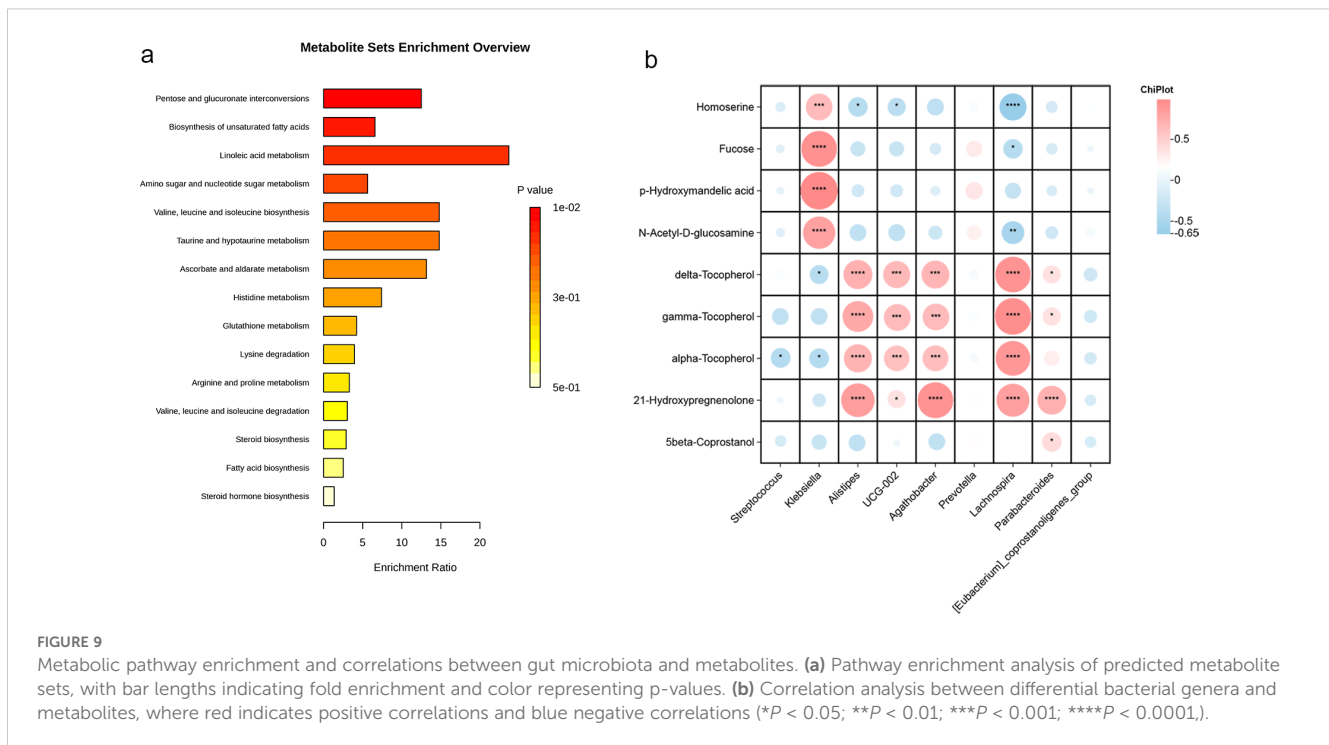 a
Metabolite Sets Enrichment Overview
Pentose and glucuronate interconversions
Biosynthesis of unsaturated fatty acids
Linoleic acid metabolism
Amino sugar and nucleotide sugar metabolism
Valine, leucine and isoleucine biosynthesis
Taurine and hypotaurine metabolism
Ascorbate and aldarate metabolism
Histidine metabolism
Glutathione metabolism
Lysine degradation
Arginine and proline metabolism
Valine, leucine and isoleucine degradation
Steroid biosynthesis
Fatty acid biosynthesis
Steroid hormone biosynthesis
0 5 10 15 20
Enrichment Ratio
P value
1e-02
3e-01
5e-01
b
Homoserine *** * * ****
Fucose **** *
p-Hydroxymandelic acid ****
N-Acetyl-D-glucosamine **** **
delta-Tocopherol * **** *** *** **** *
gamma-Tocopherol **** *** *** **** *
alpha-Tocopherol * * **** *** *** ****
21-Hydroxypregnenolone **** * **** **** ****
5beta-Coprostanol *
Streptococcus
Klebsiella
Alistipes
UCG-002
Agathobacter
Prevotella
Lachnospira
Parabacteroides
[Eubacterium]_coprostanoligenes_group
ChiPlot
0.5
0
-0.5
-0.65
FIGURE 9
Metabolic pathway enrichment and correlations between gut microbiota and metabolites. (a) Pathway enrichment analysis of predicted metabolite
sets, with bar lengths indicating fold enrichment and color representing p-values. (b) Correlation analysis between differential bacterial genera and
metabolites, where red indicates positive correlations and blue negative correlations (*P < 0.05; **P < 0.01; ***P < 0.001; ****P < 0.0001,).